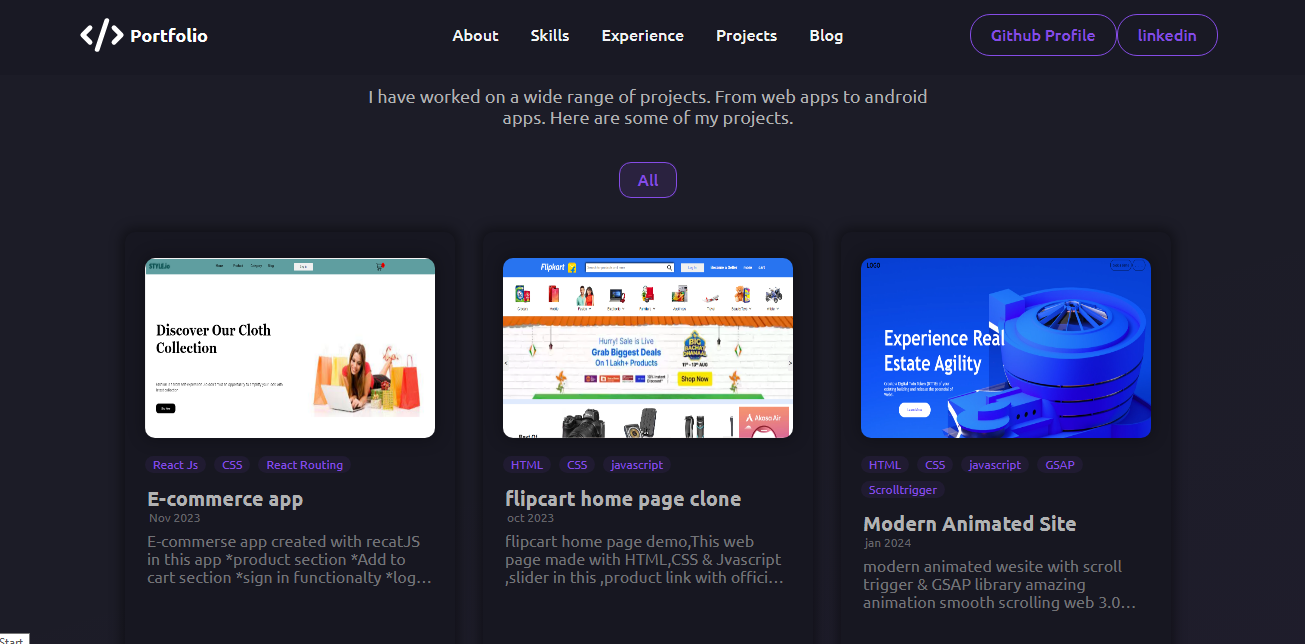 Portfolio
About
Skills
Experience
Projects
Blog
Github Profile
linkedin
I have worked on a wide range of projects. From web apps to android
apps. Here are some of my projects.
All
Discover Our Cloth
Collection
React Js
CSS
React Routing
E-commerce app
Nov 2023
E-commerse app created with recatJS
in this app *product section *Add to
cart section *sign in functionalty *log...
Flipkart
Hurry! Sale is Live
Grab Biggest Deals
On 1 Lakh+ Products
BIG
BACHAT
DHAMAAL
Shop Now
Best Of
Akasa Air
HTML
CSS
javascript
flipcart home page clone
oct 2023
flipcart home page demo,This web
page made with HTML,CSS & Jvascript
,slider in this ,product link with offici...
LOGO
Experience Real
Estate Agility
HTML
CSS
javascript
GSAP
Scrolltrigger
Modern Animated Site
jan 2024
modern animated wesite with scroll
trigger & GSAP library amazing
animation smooth scrolling web 3.0...
Start